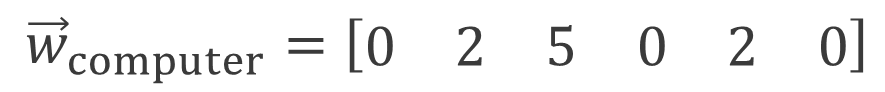 w⃗computer = [0 2 5 0 2 0]